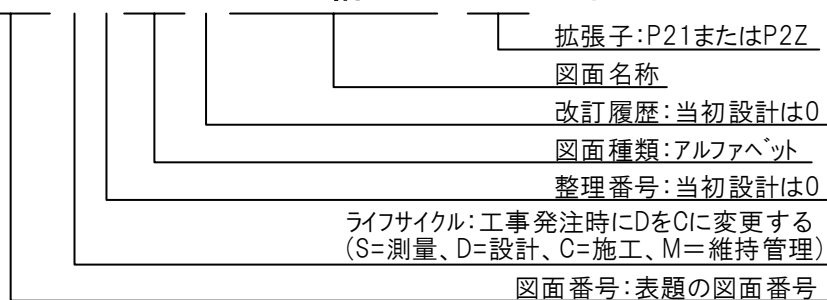 拡張子:P21またはP2Z
図面名称
改訂履歴:当初設計は0
図面種類:アルファベット
整理番号:当初設計は0
ライフサイクル:工事発注時にDをCに変更する
(S=測量、D=設計、C=施工、M=維持管理)
図面番号:表題の図面番号